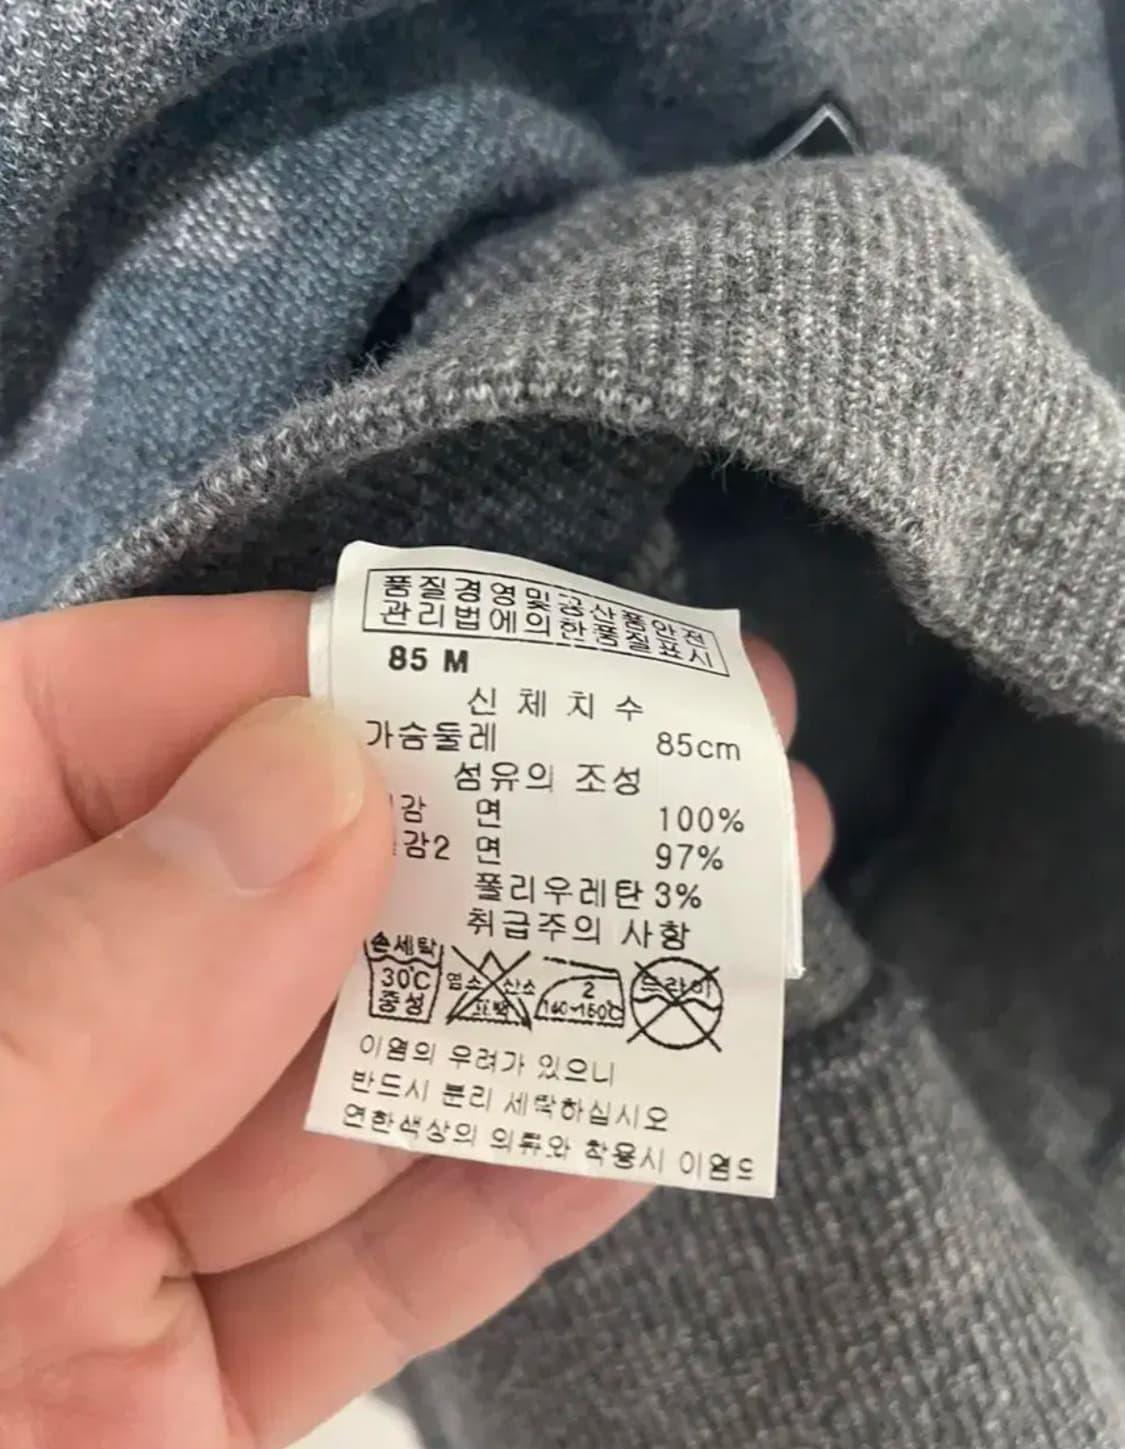 품질경영및공산품안전
관리법에의한품질표시
85 M
신체치수
가슴둘레 85cm
섬유의 조성
감 면 100%
감2 면 97%
폴리우레탄 3%
취급주의 사항
손세탁 30℃ 중성
염소 산소 표백
2 140~160℃
드라이
이염의 우려가 있으니
반드시 분리 세탁하십시오
연한색상의 의류와 착용시 이염